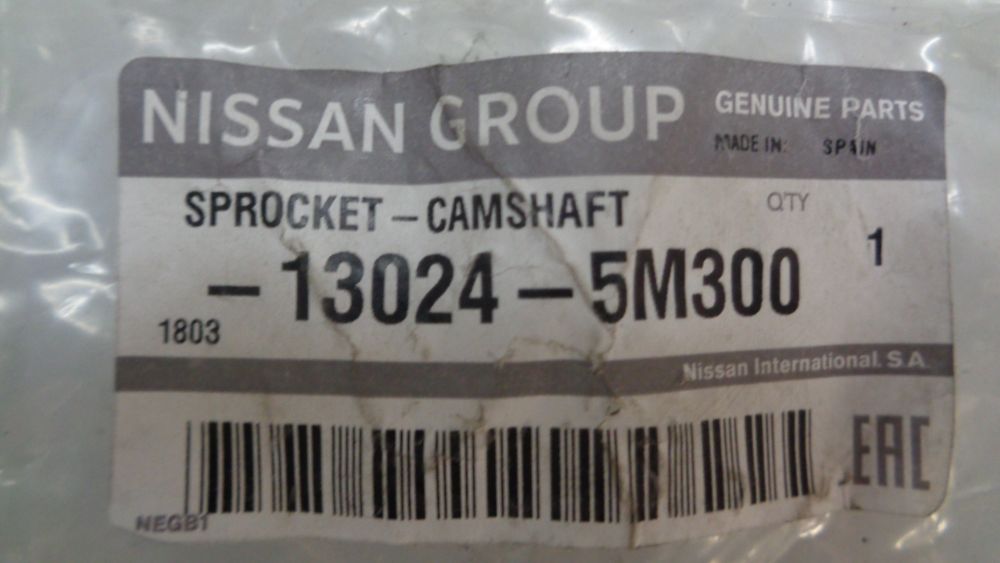 NISSAN GROUP GENUINE PARTS
MADE IN: SPAIN
SPROCKET-CAMSHAFT QTY
-13024-5M300 1
1803
Nissan International. S.A.
EAC
NEGB1